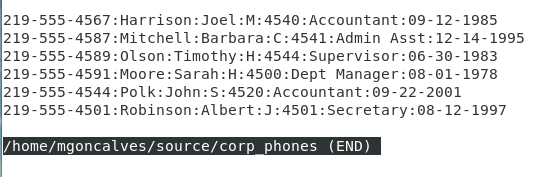 219-555-4567:Harrison:Joel:M:4540:Accountant:09-12-1985
219-555-4587:Mitchell:Barbara:C:4541:Admin Asst:12-14-1995
219-555-4589:Olson:Timothy:H:4544:Supervisor:06-30-1983
219-555-4591:Moore:Sarah:H:4500:Dept Manager:08-01-1978
219-555-4544:Polk:John:S:4520:Accountant:09-22-2001
219-555-4501:Robinson:Albert:J:4501:Secretary:08-12-1997
/home/mgoncalves/source/corp_phones (END)